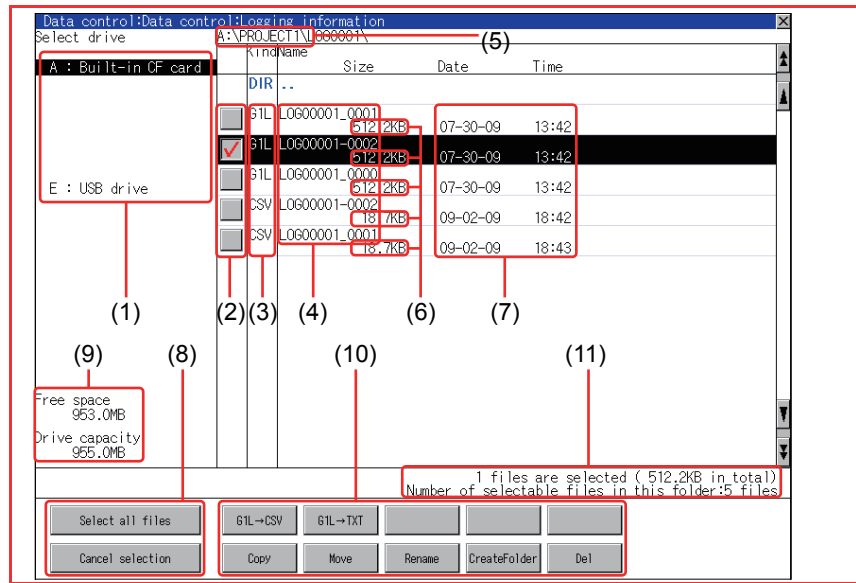 Data control:Data control:Logging information
Select drive
A:\PROJECT1\LOG00001\
(5)
Kind Name
Size Date Time
A : Built-in CF card
DIR ..
G1L LOG00001_0001
512.2KB 07-30-09 13:42
G1L LOG00001-0002
512.2KB 07-30-09 13:42
G1L LOG00001_0000
512.2KB 07-30-09 13:42
E : USB drive
CSV LOG00001-0002
18.7KB 09-02-09 18:42
CSV LOG00001_0001
18.7KB 09-02-09 18:43
(1) (2) (3) (4) (6) (7)
(9) (8) (10) (11)
Free space
953.0MB
Drive capacity
955.0MB
1 files are selected ( 512.2KB in total)
Number of selectable files in this folder:5 files
Select all files G1L→CSV G1L→TXT
Cancel selection Copy Move Rename CreateFolder Del